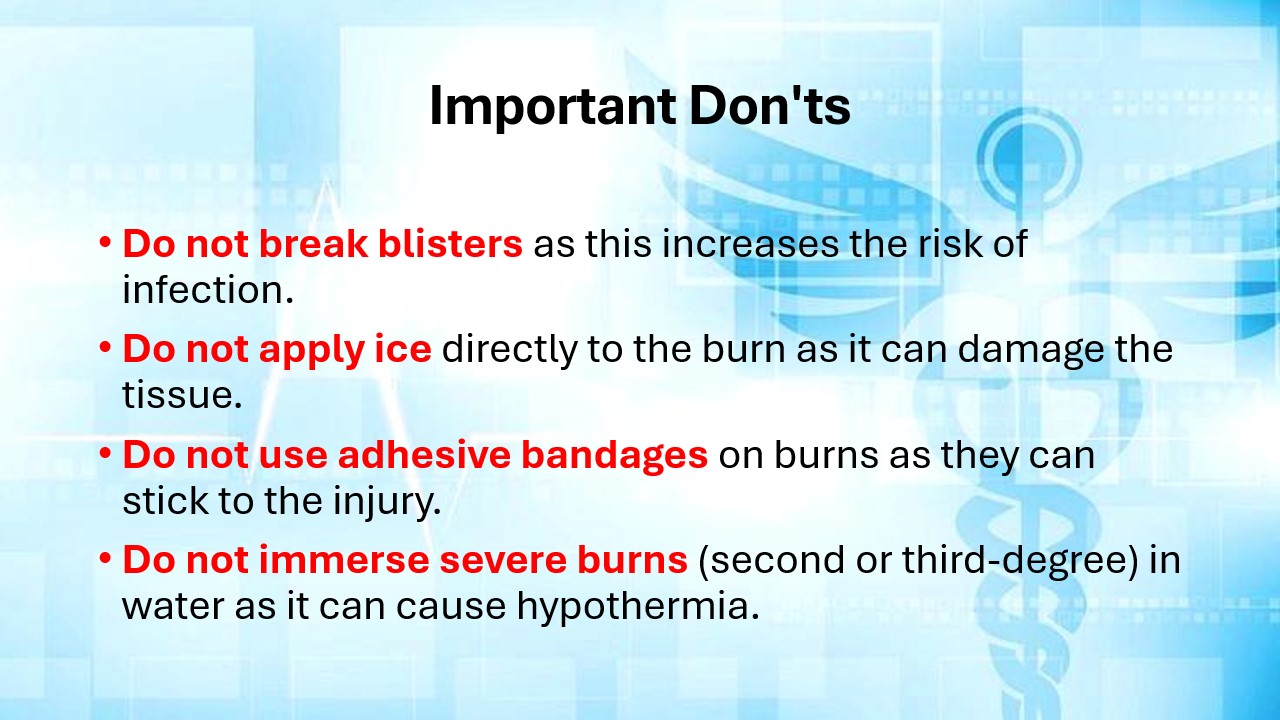 Important Don'ts
• Do not break blisters as this increases the risk of
infection.
• Do not apply ice directly to the burn as it can damage the
tissue.
• Do not use adhesive bandages on burns as they can
stick to the injury.
• Do not immerse severe burns (second or third-degree) in
water as it can cause hypothermia.